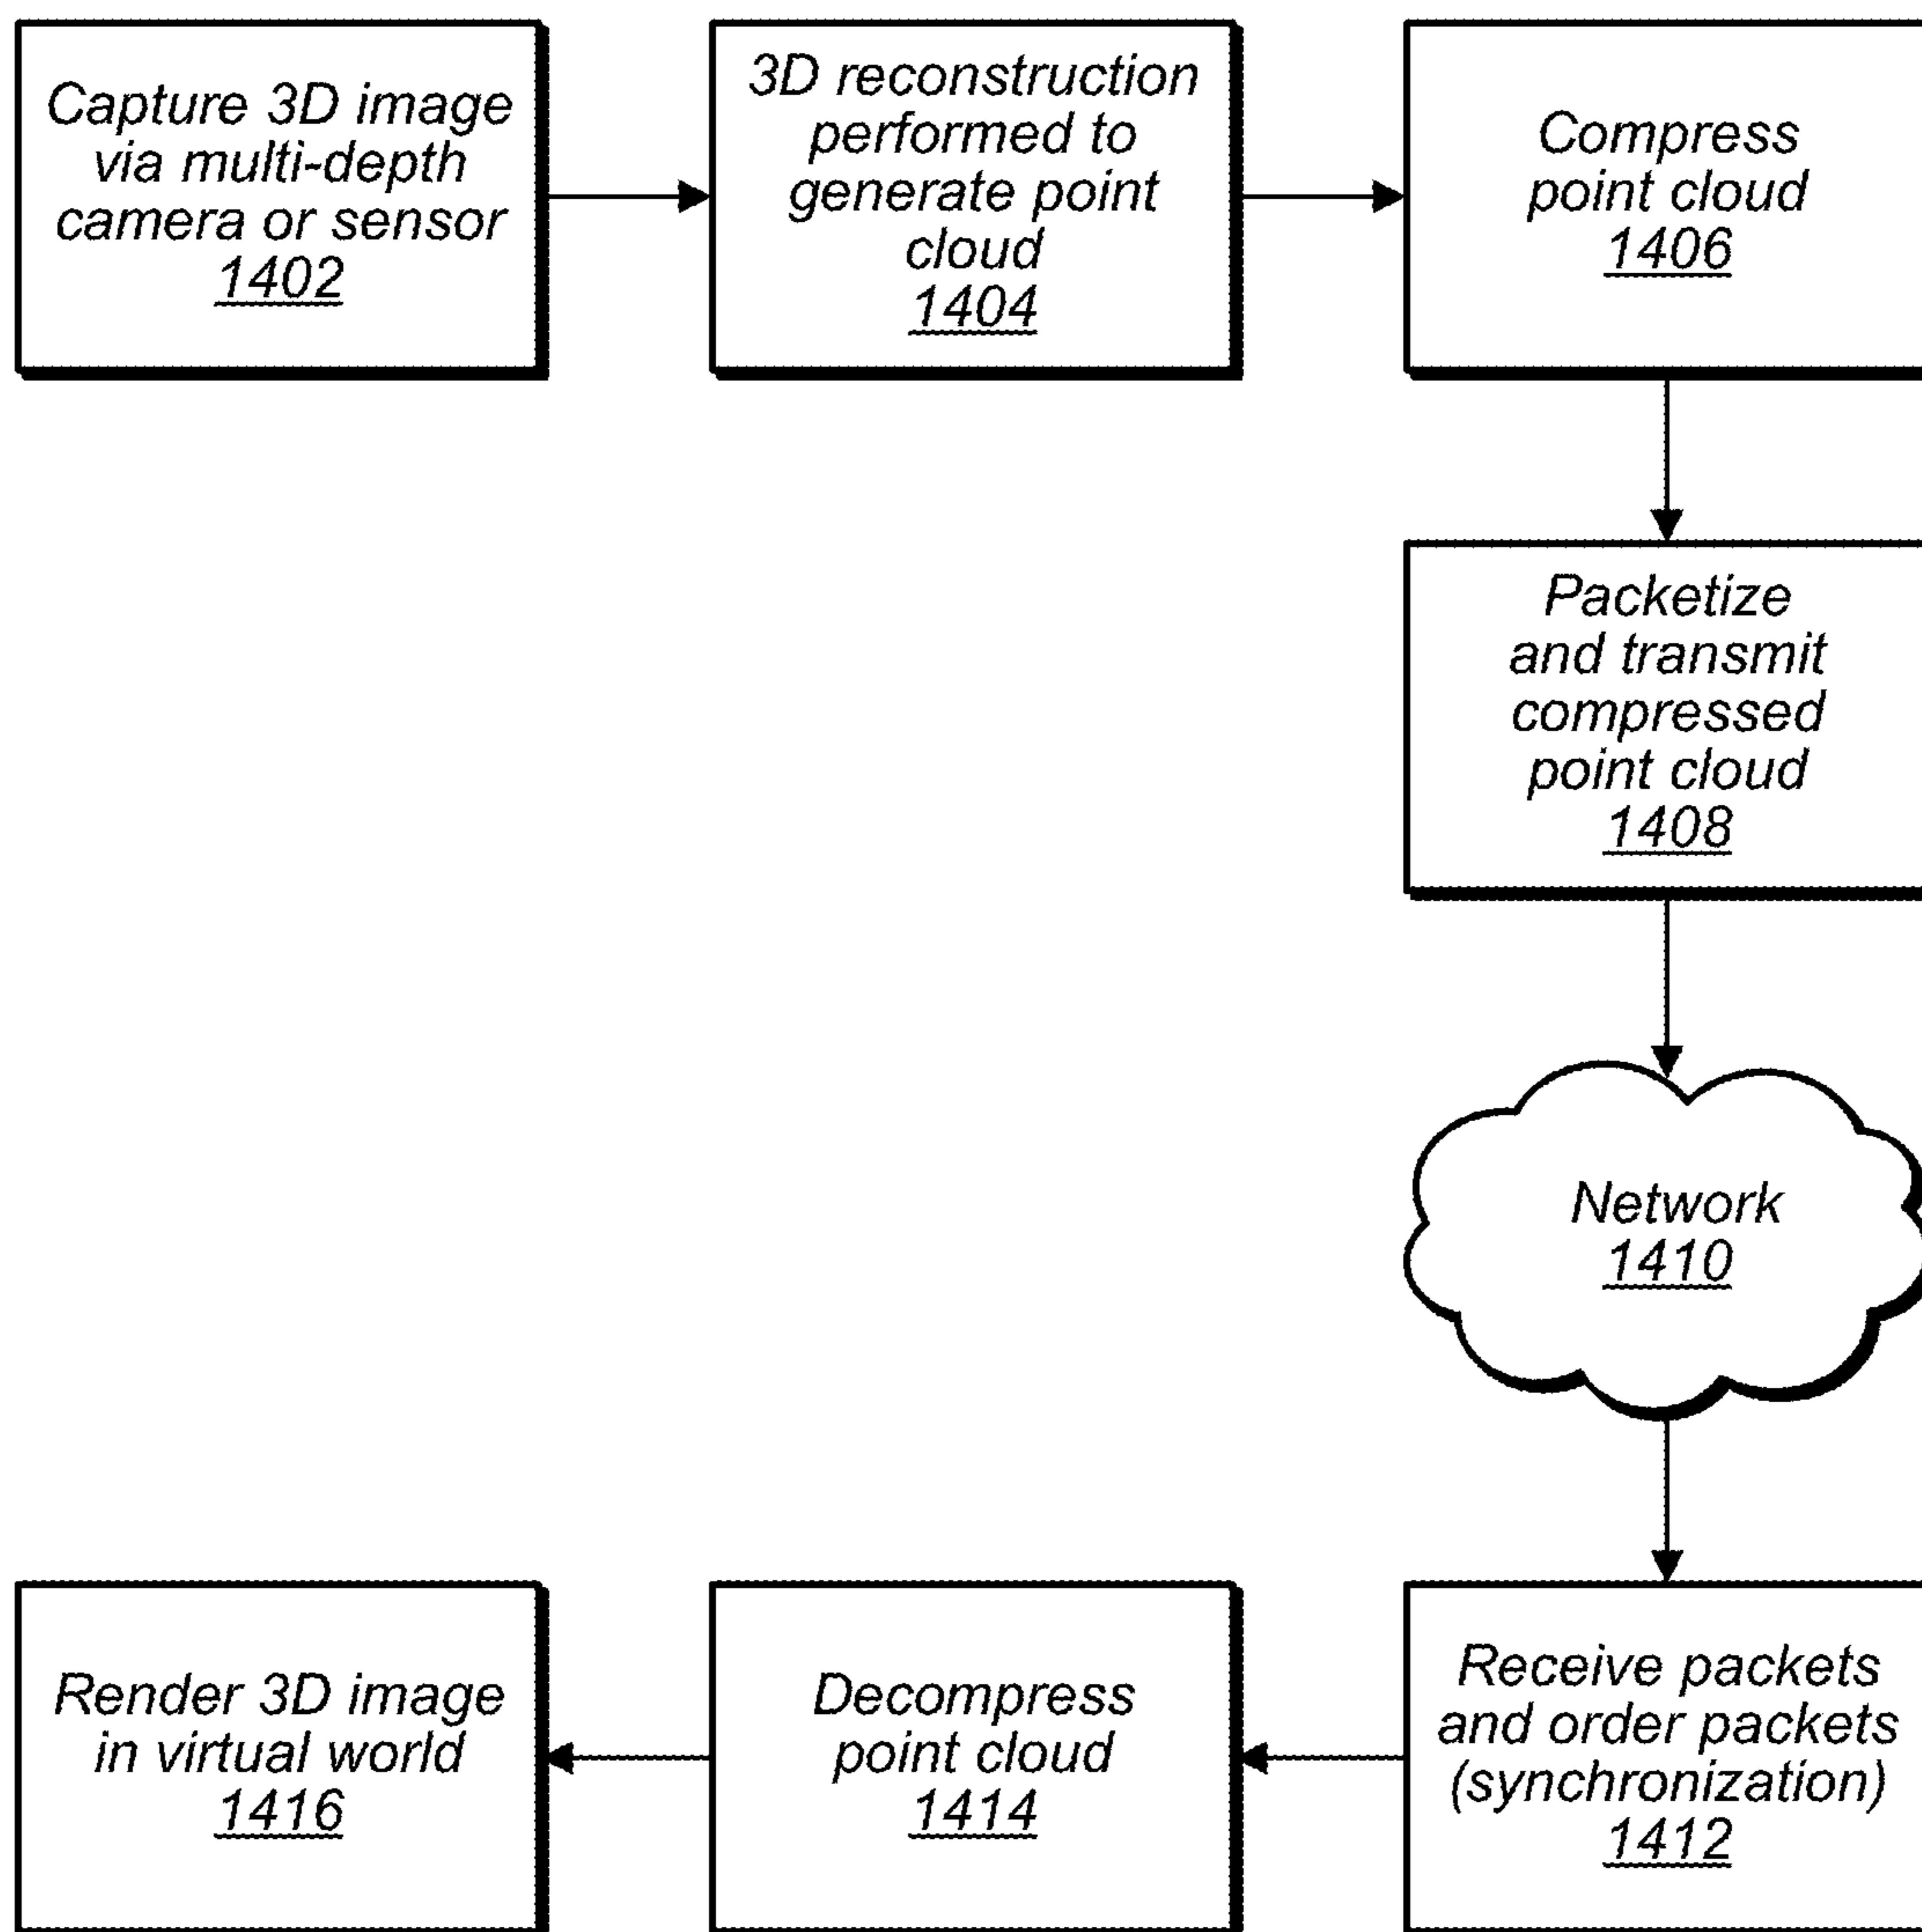 Capture 3D image
via multi-depth
camera or sensor
1402
3D reconstruction
performed to
generate point
cloud
1404
Compress
point cloud
1406
Packetize
and transmit
compressed
point cloud
1408
Network
1410
Receive packets
and order packets
(synchronization)
1412
Decompress
point cloud
1414
Render 3D image
in virtual world
1416